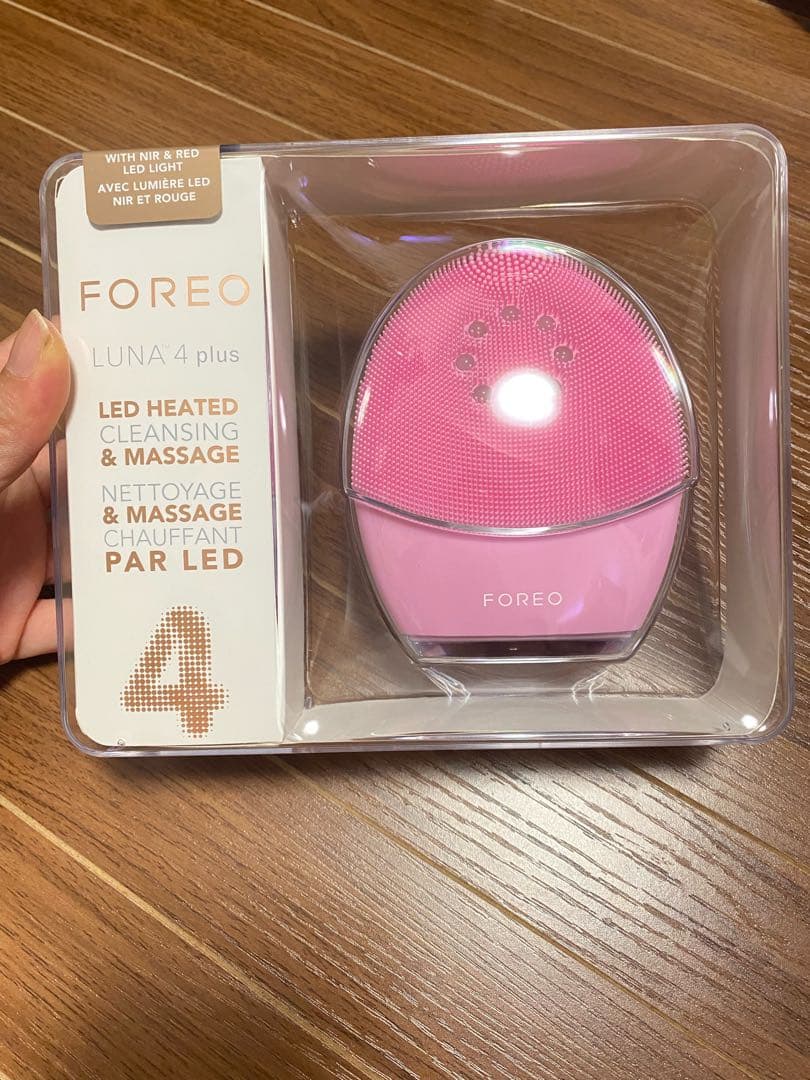 WITH NIR & RED
LED LIGHT
AVEC LUMIÈRE LED
NIR ET ROUGE
FOREO
LUNA™ 4 plus
LED HEATED
CLEANSING
& MASSAGE
NETTOYAGE
& MASSAGE
CHAUFFANT
PAR LED
4
FOREO